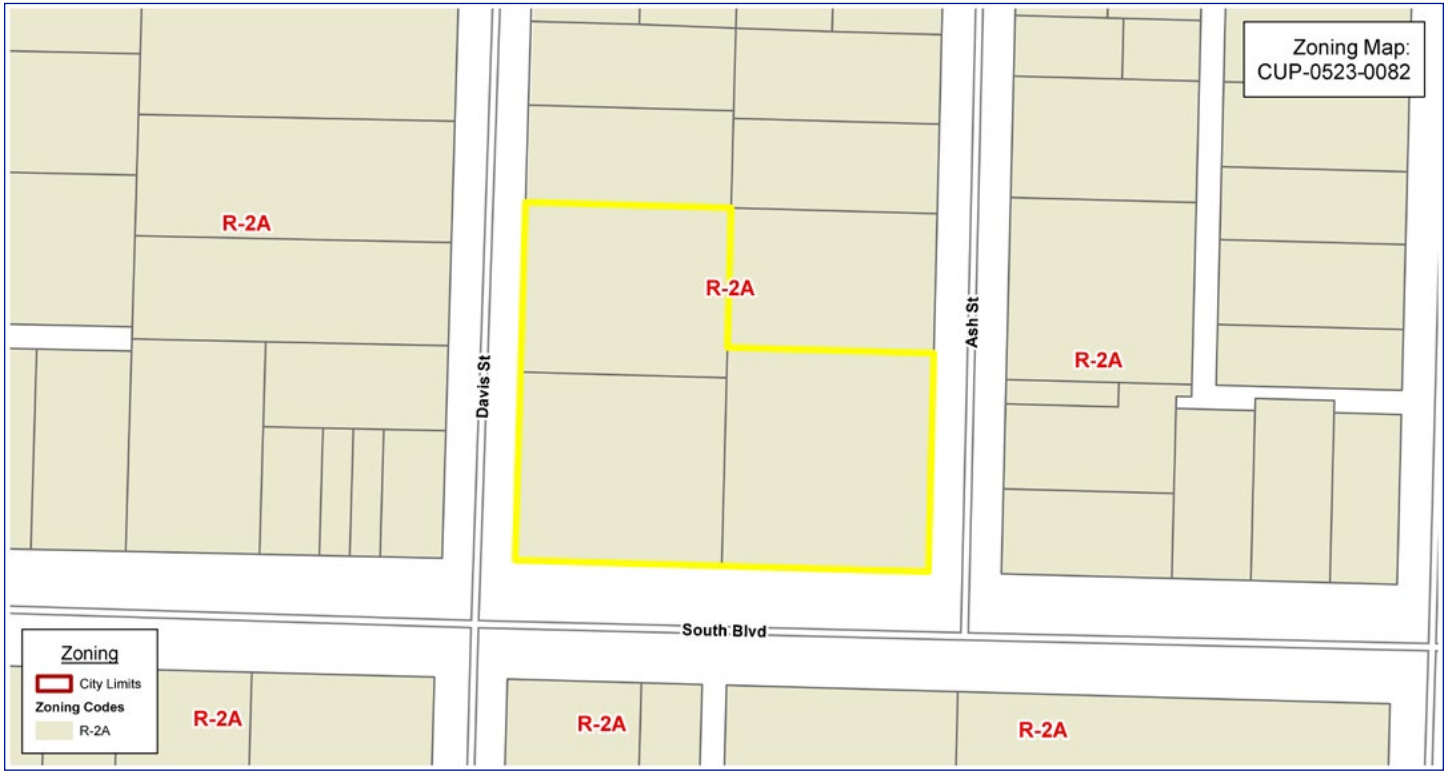 Zoning Map:
CUP-0523-0082
R-2A
R-2A
R-2A
Davis St
Ash St
South Blvd
Zoning
City Limits
Zoning Codes
R-2A
R-2A
R-2A
R-2A